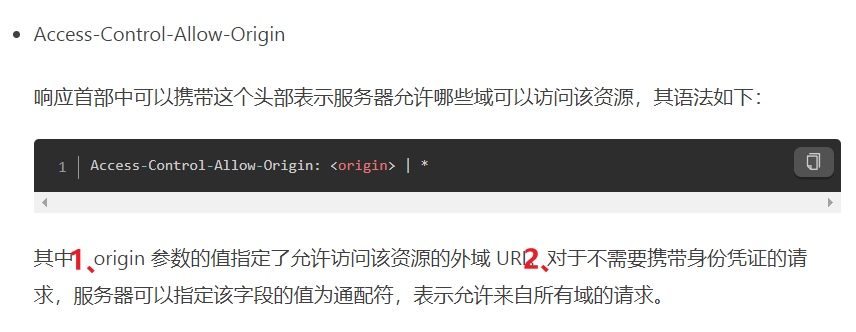 Access-Control-Allow-Origin
响应首部中可以携带这个头部表示服务器允许哪些域可以访问该资源，其语法如下：
1 Access-Control-Allow-Origin: <origin> | *
其中1、origin 参数的值指定了允许访问该资源的外域 URI2、对于不需要携带身份凭证的请
求，服务器可以指定该字段的值为通配符，表示允许来自所有域的请求。